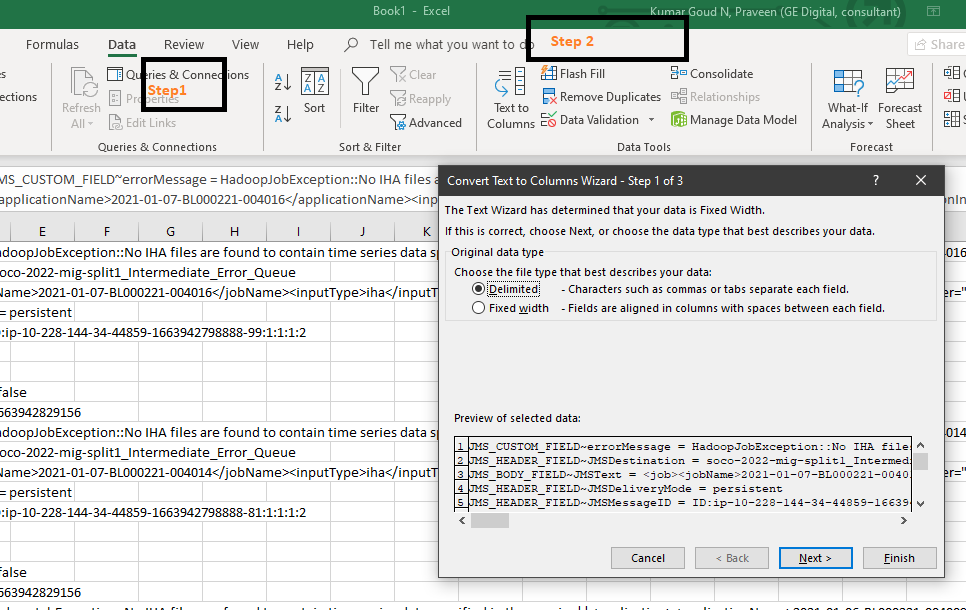 Book1 - Excel
Kumar Goud N, Praveen (GE Digital, consultant)
Formulas Data Review View Help Tell me what you want to do
Share
Step 2
Step1
es
ections
Refresh All
Queries & Connections
Properties
Edit Links
Queries & Connections
Sort
Filter
Clear
Reapply
Advanced
Sort & Filter
Text to Columns
Flash Fill
Remove Duplicates
Data Validation
Consolidate
Relationships
Manage Data Model
Data Tools
What-If Analysis
Forecast Sheet
Forecast
MS_CUSTOM_FIELD~errorMessage = HadoopJobException::No IHA files a
applicationName>2021-01-07-BL000221-004016</applicationName><inp
onIn
E F G H I J K
adoopJobException::No IHA files are found to contain time series data sp
4016
oco-2022-mig-split1_Intermediate_Error_Queue
Name>2021-01-07-BL000221-004016</jobName><inputType>iha</inputT
er="
= persistent
:ip-10-228-144-34-44859-1663942798888-99:1:1:1:2
false
663942829156
adoopJobException::No IHA files are found to contain time series data sp
4014
oco-2022-mig-split1_Intermediate_Error_Queue
Name>2021-01-07-BL000221-004014</jobName><inputType>iha</inputT
er="
= persistent
:ip-10-228-144-34-44859-1663942798888-81:1:1:1:2
false
663942829156
Convert Text to Columns Wizard - Step 1 of 3
The Text Wizard has determined that your data is Fixed Width.
If this is correct, choose Next, or choose the data type that best describes your data.
Original data type
Choose the file type that best describes your data:
Delimited - Characters such as commas or tabs separate each field.
Fixed width - Fields are aligned in columns with spaces between each field.
Preview of selected data:
1 JMS_CUSTOM_FIELD~errorMessage = HadoopJobException::No IHA file
2 JMS_HEADER_FIELD~JMSDestination = soco-2022-mig-split1_Intermed
3 JMS_BODY_FIELD~JMSText = <job><jobName>2021-01-07-BL000221-0040
4 JMS_HEADER_FIELD~JMSDeliveryMode = persistent
5 JMS_HEADER_FIELD~JMSMessageID = ID:ip-10-228-144-34-44859-16639
Cancel < Back Next > Finish